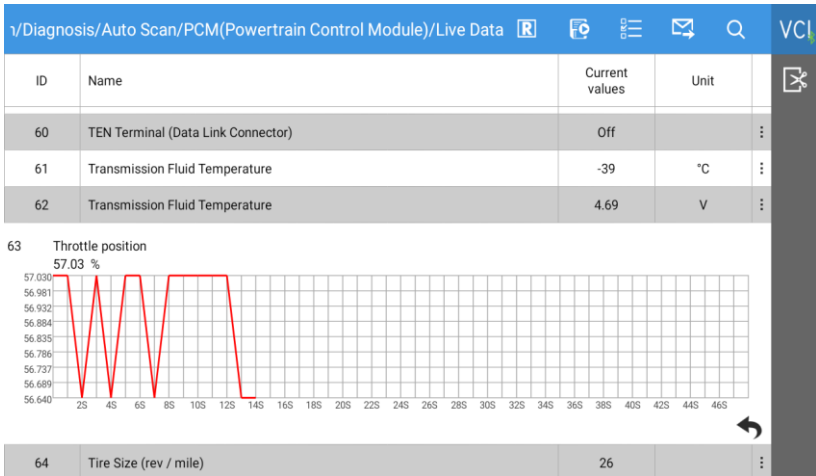 n/Diagnosis/Auto Scan/PCM(Powertrain Control Module)/Live Data R VCI
ID Name Current values Unit
60 TEN Terminal (Data Link Connector) Off
61 Transmission Fluid Temperature -39 °C
62 Transmission Fluid Temperature 4.69 V
63 Throttle position
57.03 %
57.030
56.981
56.932
56.884
56.835
56.786
56.737
56.689
56.640
2S 4S 6S 8S 10S 12S 14S 16S 18S 20S 22S 24S 26S 28S 30S 32S 34S 36S 38S 40S 42S 44S 46S
64 Tire Size (rev / mile) 26